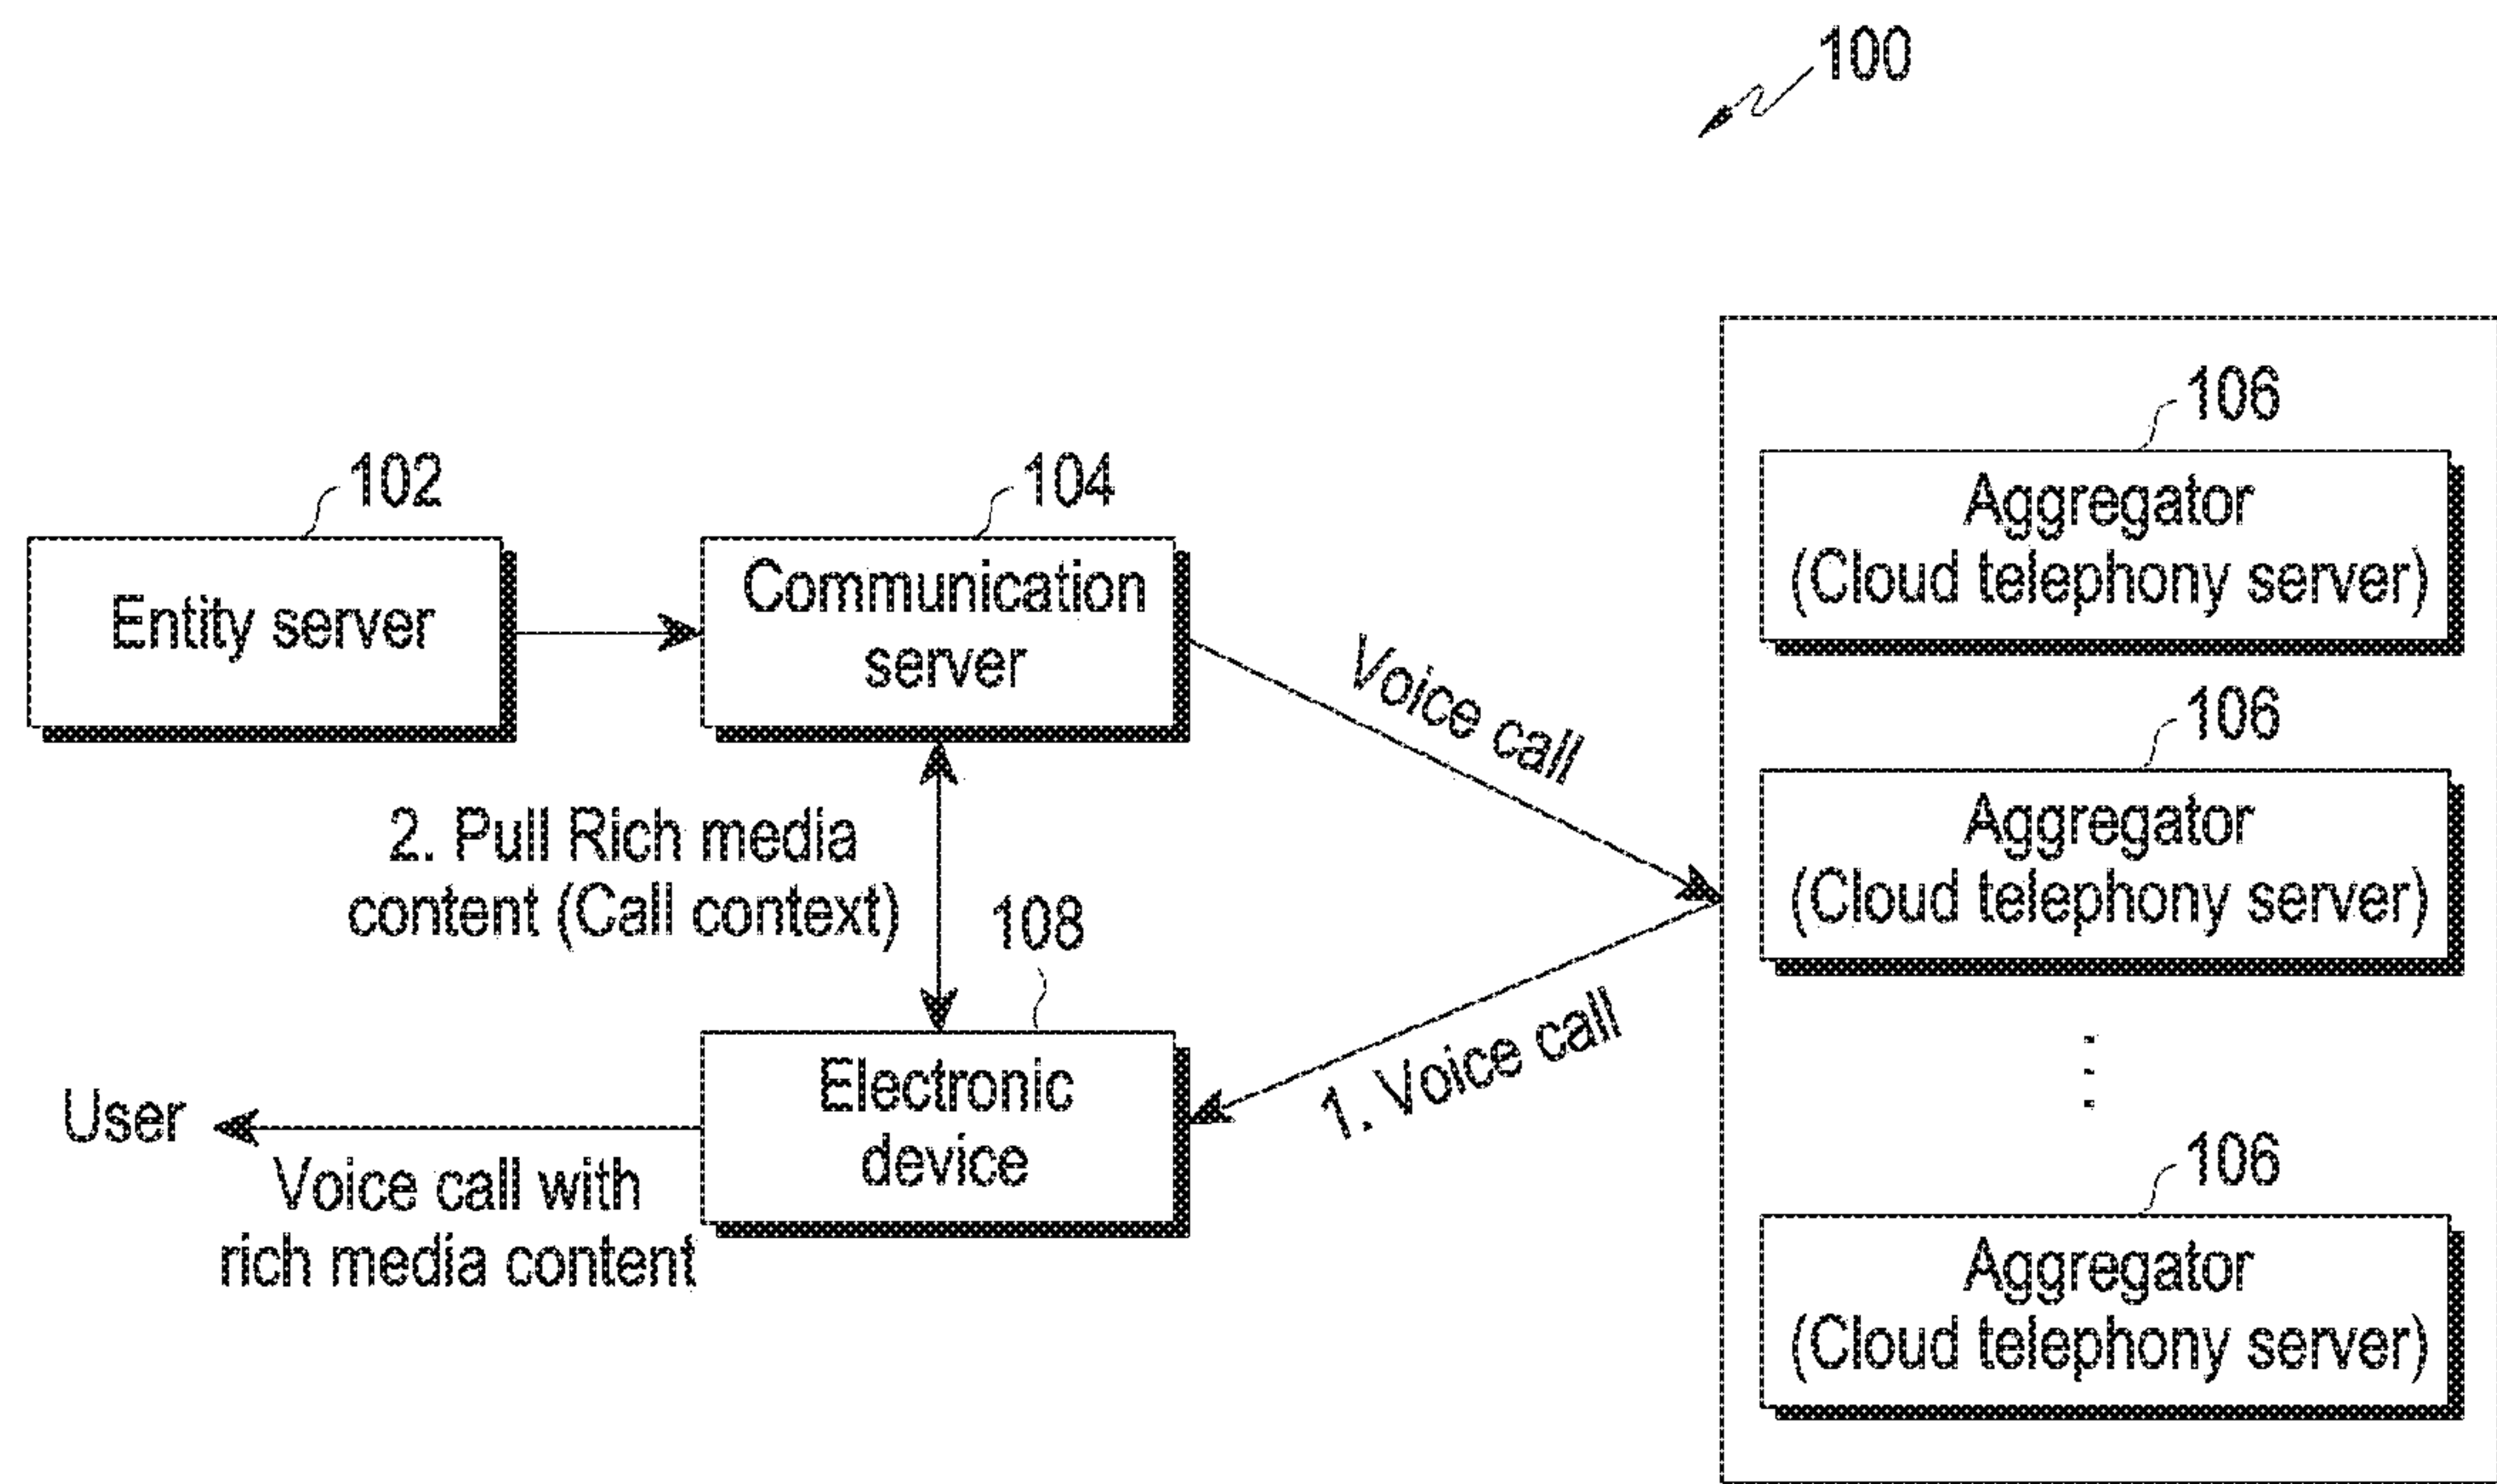 100
102
Entity server
104
Communication
server
Voice call
106
Aggregator
(Cloud telephony server)
106
Aggregator
(Cloud telephony server)
106
Aggregator
(Cloud telephony server)
2. Pull Rich media
content (Call context)
108
Electronic
device
1. Voice call
User
Voice call with
rich media content